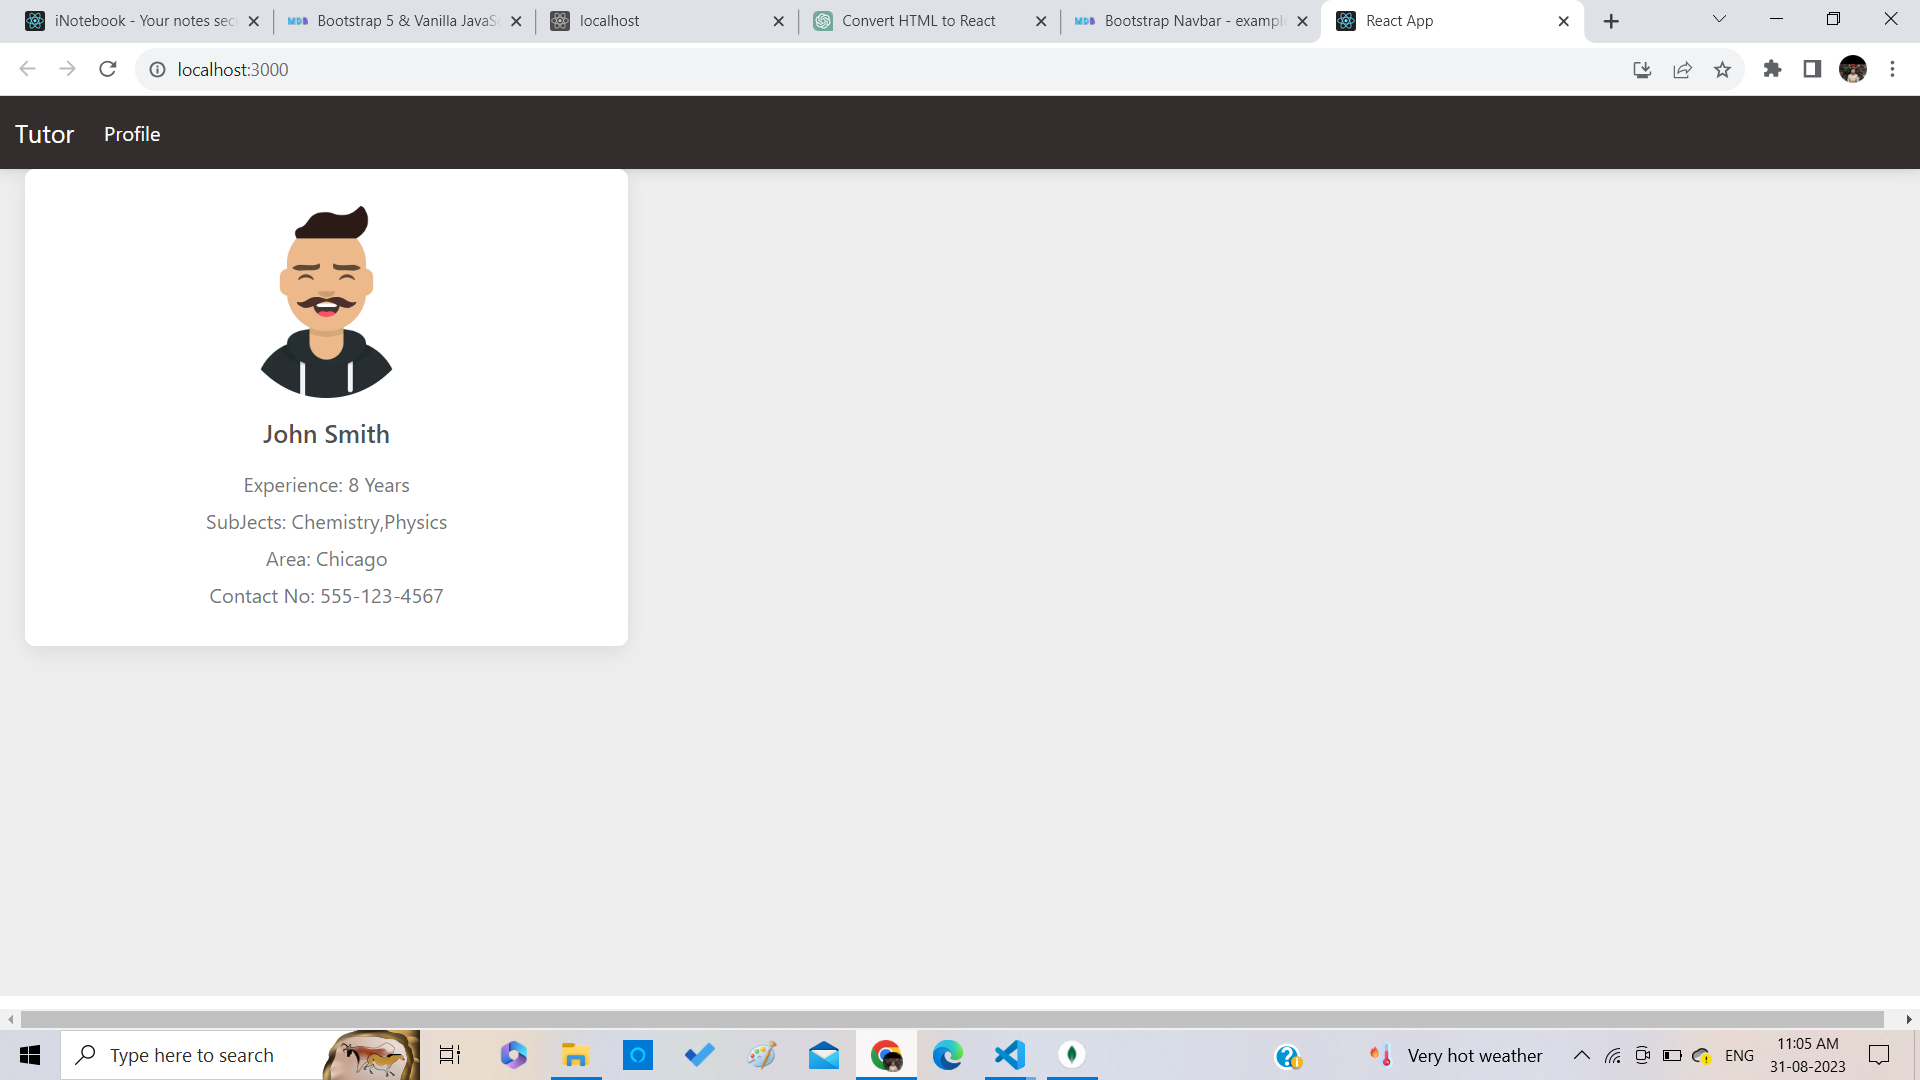 iNotebook - Your notes sec
Bootstrap 5 & Vanilla JavaSc
localhost
Convert HTML to React
Bootstrap Navbar - example
React App
localhost:3000
Tutor
Profile
John Smith
Experience: 8 Years
SubJects: Chemistry,Physics
Area: Chicago
Contact No: 555-123-4567
Type here to search
Very hot weather
ENG
11:05 AM
31-08-2023